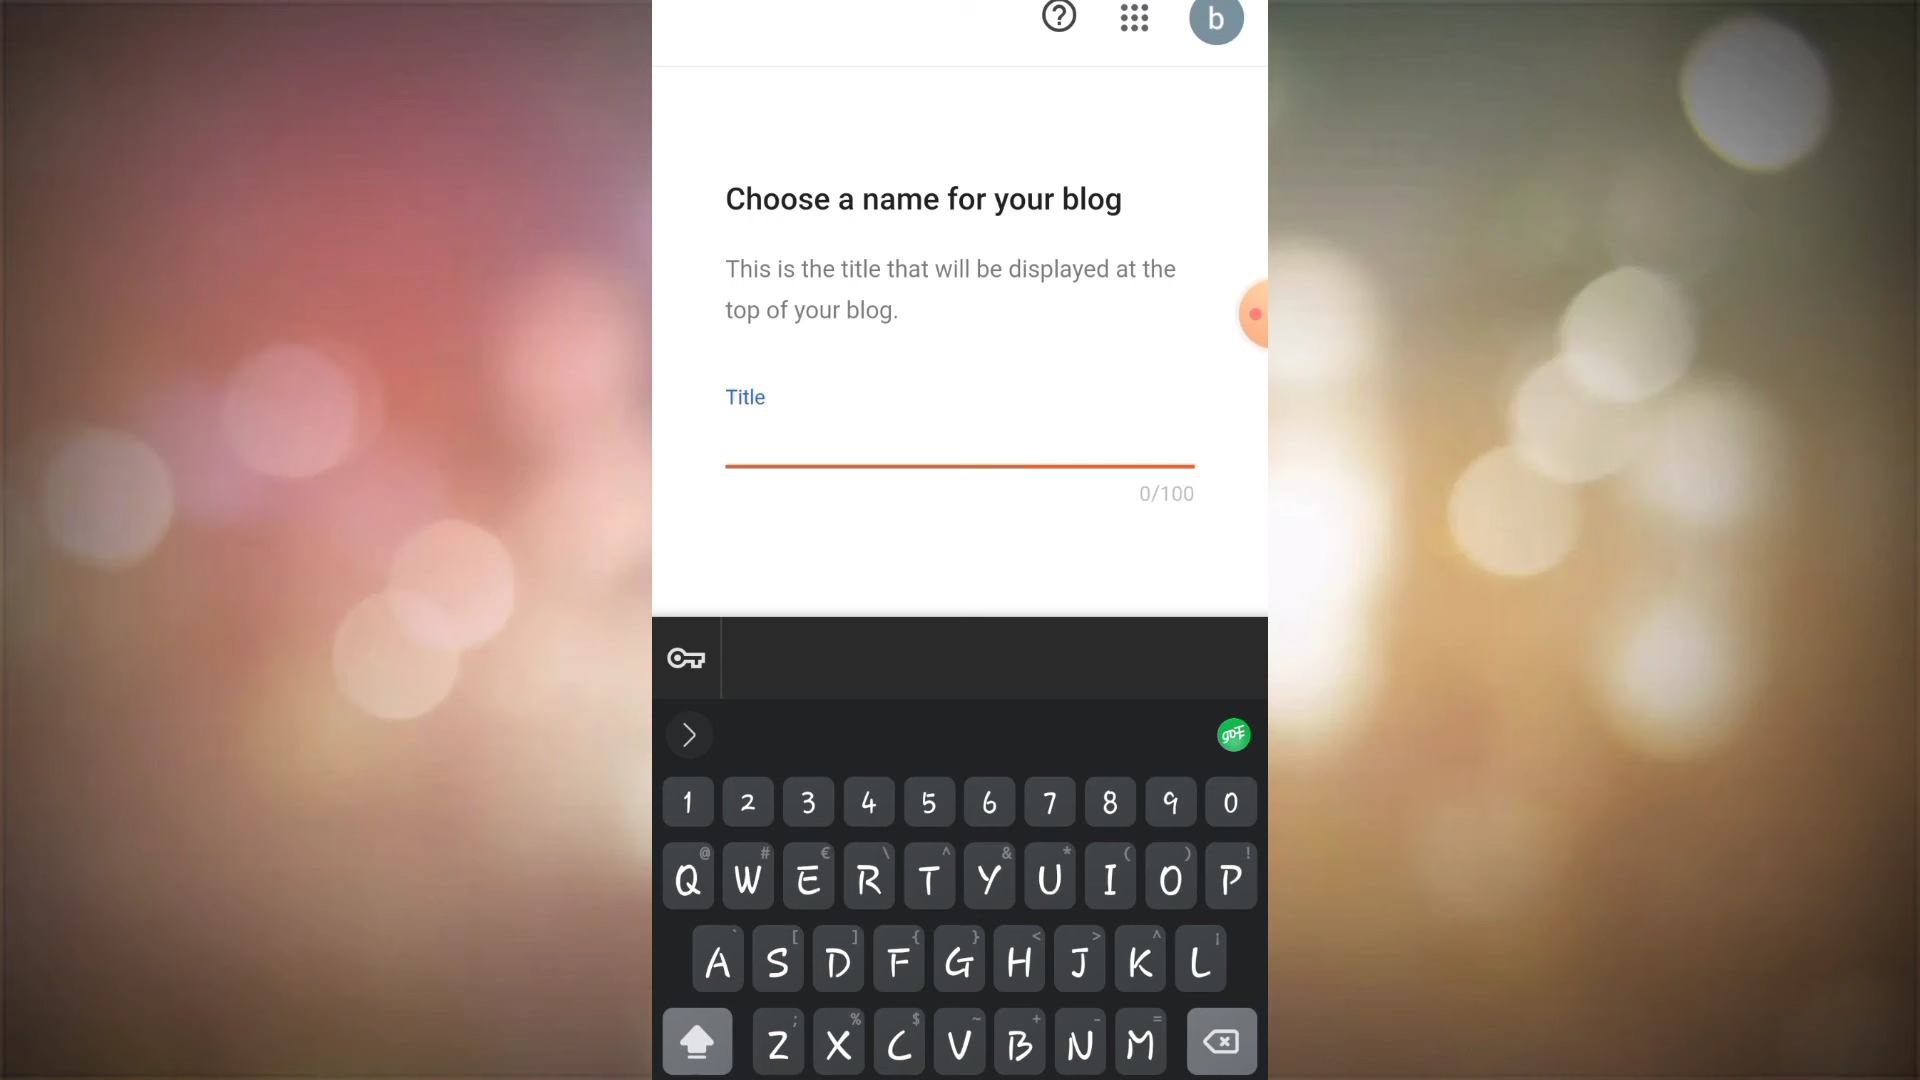 b
Choose a name for your blog
This is the title that will be displayed at the
top of your blog.
Title
0/100
1 2 3 4 5 6 7 8 9 0
@ # € \ ^ & * ( ) !
Q W E R T Y U I O P
` [ ] { } < > ^ ¡
A S D F G H J K L
; % $ ~ + - =
Z X C V B N M